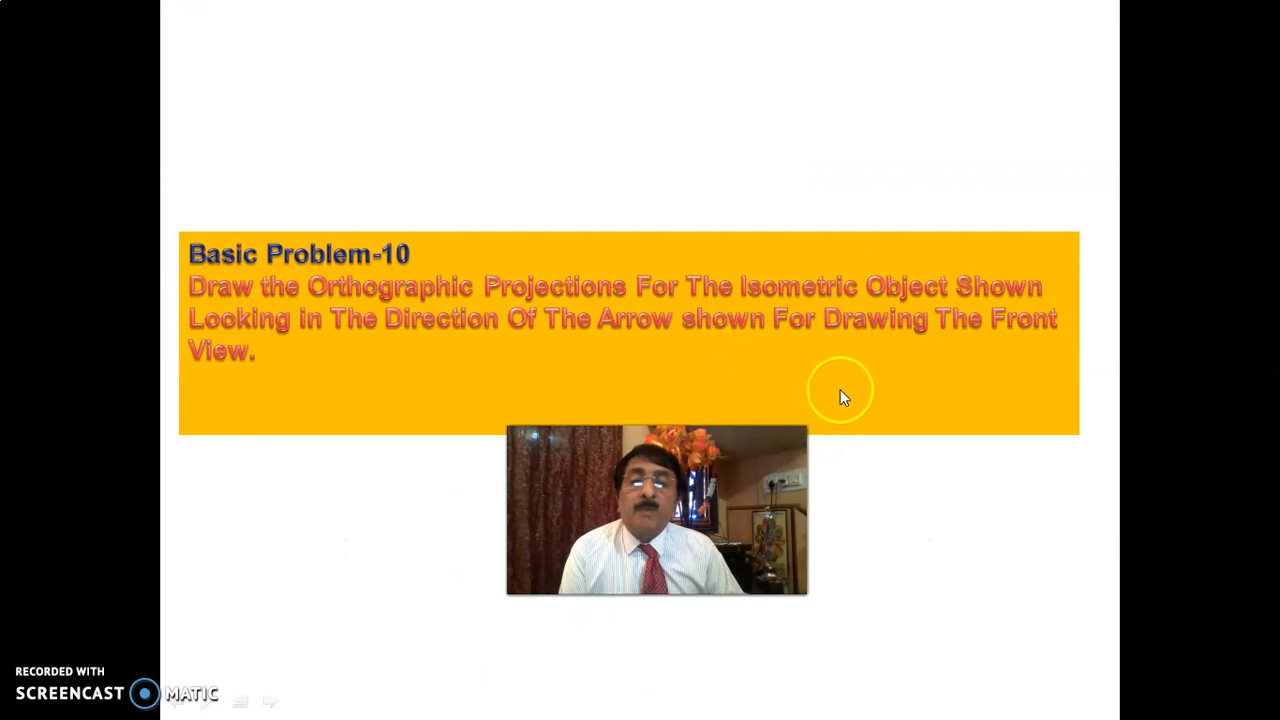 Basic Problem-10
Draw the Orthographic Projections For The Isometric Object Shown
Looking in The Direction Of The Arrow shown For Drawing The Front
View.
RECORDED WITH
SCREENCAST MATIC